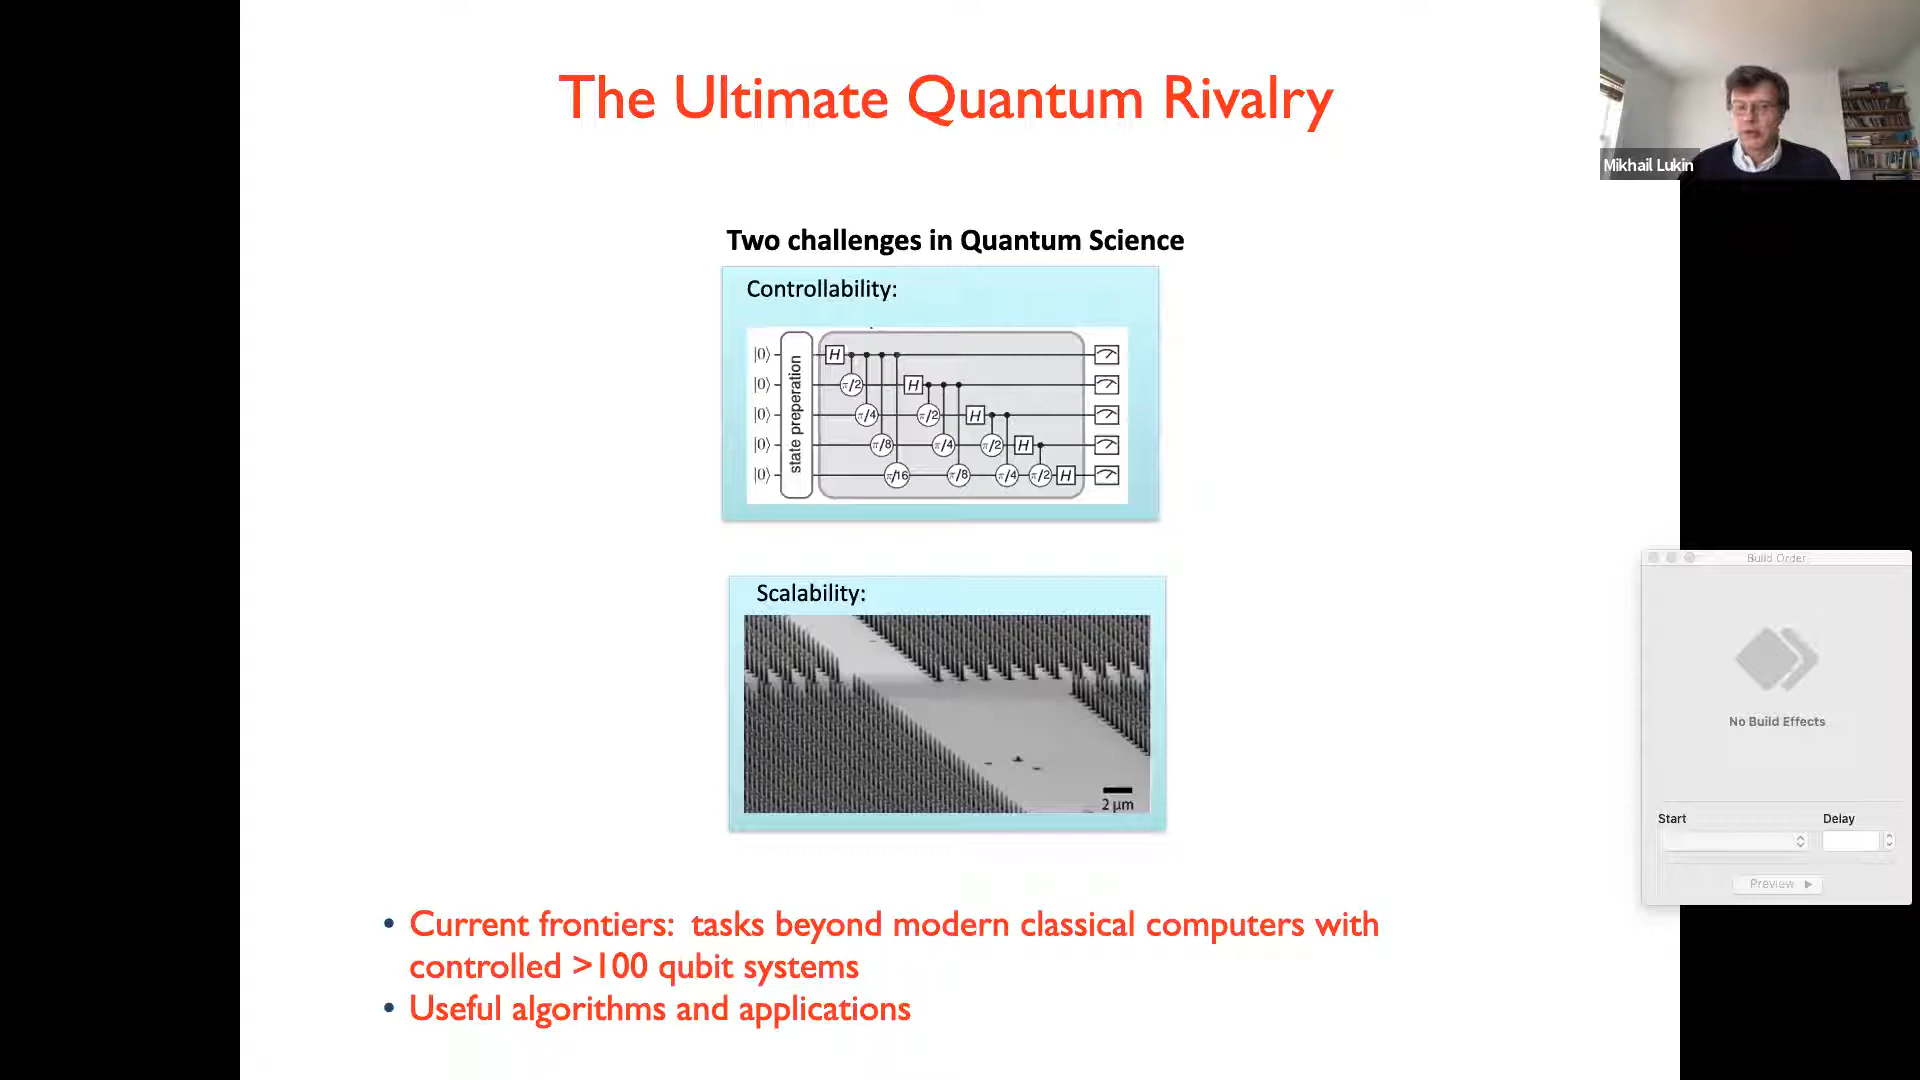 The Ultimate Quantum Rivalry
Mikhail Lukin
Two challenges in Quantum Science
Controllability:
|0⟩ H
|0⟩ π/2 H
|0⟩ π/4 π/2 H
|0⟩ π/8 π/4 π/2 H
|0⟩ π/16 π/8 π/4 π/2 H
state preperation
Scalability:
2 μm
Build Order
No Build Effects
Start Delay
Preview
• Current frontiers: tasks beyond modern classical computers with
controlled >100 qubit systems
• Useful algorithms and applications